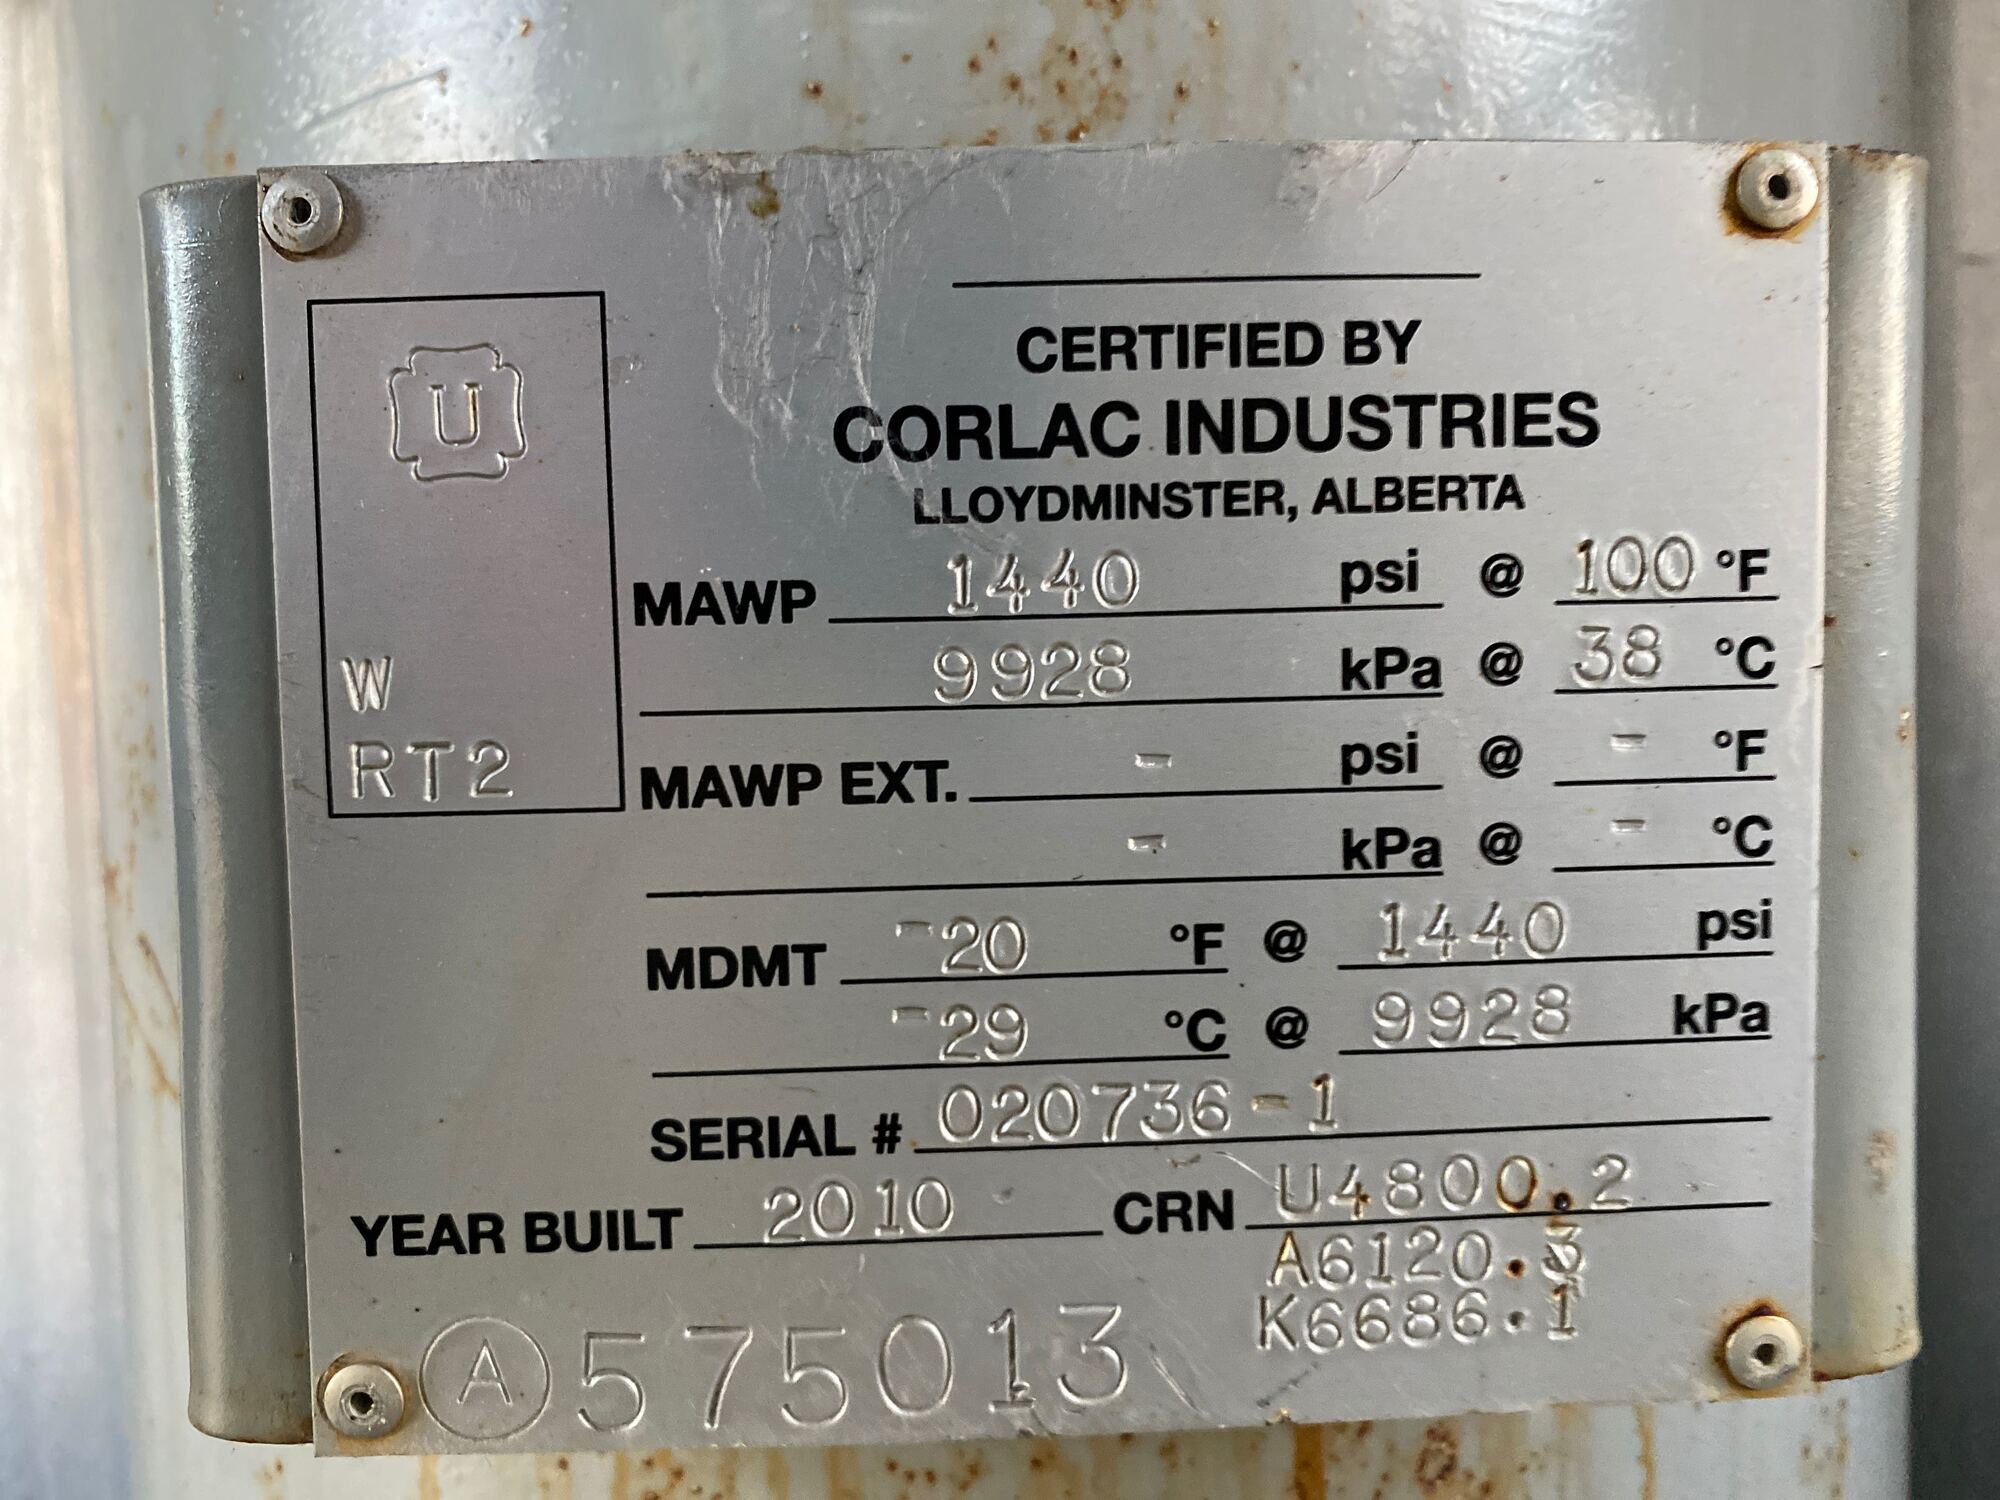 U
W
RT2
CERTIFIED BY
CORLAC INDUSTRIES
LLOYDMINSTER, ALBERTA
MAWP 1440 psi @ 100 °F
9928 kPa @ 38 °C
MAWP EXT. - psi @ - °F
- kPa @ - °C
MDMT -20 °F @ 1440 psi
-29 °C @ 9928 kPa
SERIAL # 020736-1
YEAR BUILT 2010 CRN U4800.2
A6120.3
K6686.1
A 575013